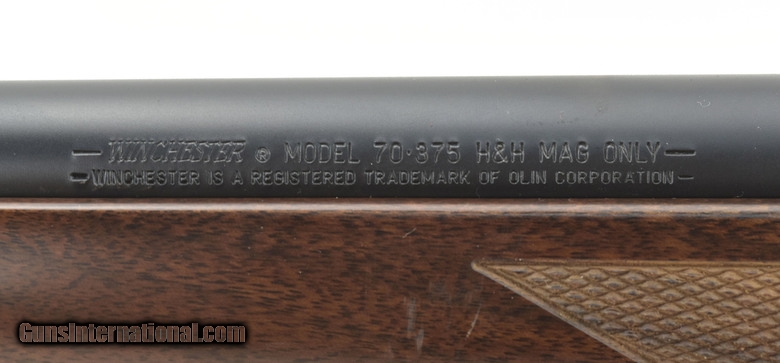 — WINCHESTER ® MODEL 70·375 H&H MAG ONLY —
— WINCHESTER IS A REGISTERED TRADEMARK OF OLIN CORPORATION —
GunsInternational.com